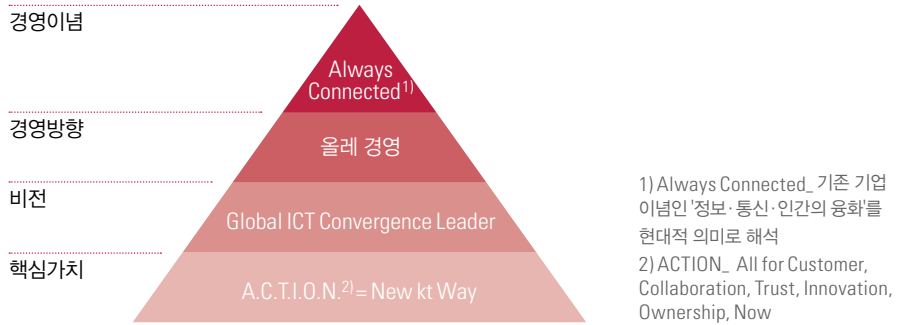 경영이념
Always
Connected1)
경영방향
올레 경영
비전
Global ICT Convergence Leader
핵심가치
A.C.T.I.O.N.2)= New kt Way
1) Always Connected_ 기존 기업
이념인 '정보·통신·인간의 융화'를
현대적 의미로 해석
2) ACTION_ All for Customer,
Collaboration, Trust, Innovation,
Ownership, Now